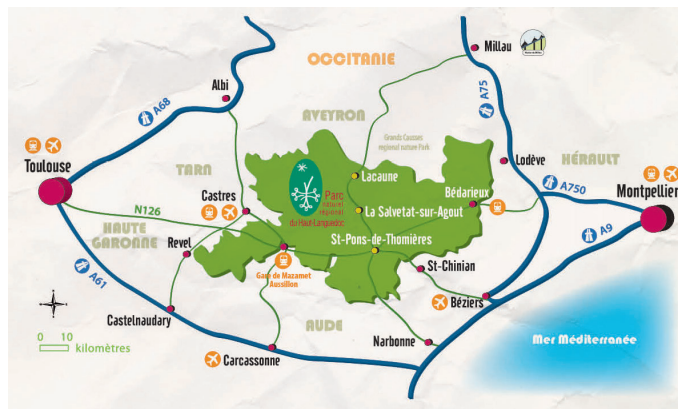 OCCITANIE
Millau
A75
Albi
A68
AVEYRON
Grands Causses
regional nature Park
Toulouse
TARN
Lacaune
Lodève
HÉRAULT
Castres
Parc
naturel
régional
du Haut-Languedoc
Bédarieux
A750
Montpellier
La Salvetat-sur-Agout
N126
HAUTE
GARONNE
Revel
St-Pons-de-Thomières
A9
Gare de Mazamet
Aussillon
St-Chinian
A61
Béziers
Castelnaudary
AUDE
0 10
kilomètres
Narbonne
Mer Méditerranée
Carcassonne